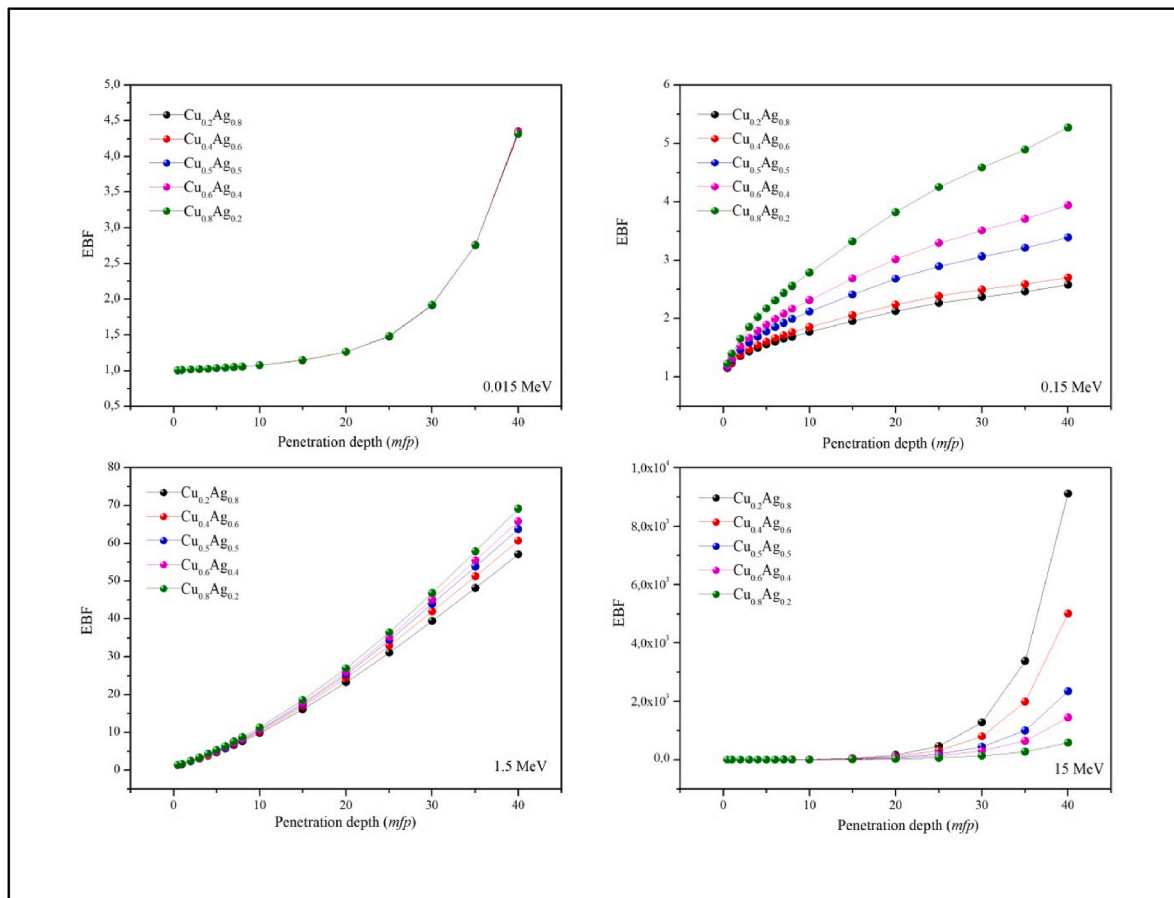 5,0
4,5
4,0
3,5
3,0
2,5
2,0
1,5
1,0
0,5
EBF
Cu0.2Ag0.8
Cu0.4Ag0.6
Cu0.5Ag0.5
Cu0.6Ag0.4
Cu0.8Ag0.2
0.015 MeV
0 10 20 30 40
Penetration depth (mfp)
6
5
4
3
2
1
EBF
Cu0.2Ag0.8
Cu0.4Ag0.6
Cu0.5Ag0.5
Cu0.6Ag0.4
Cu0.8Ag0.2
0.15 MeV
0 10 20 30 40
Penetration depth (mfp)
80
70
60
50
40
30
20
10
0
EBF
Cu0.2Ag0.8
Cu0.4Ag0.6
Cu0.5Ag0.5
Cu0.6Ag0.4
Cu0.8Ag0.2
1.5 MeV
0 10 20 30 40
Penetration depth (mfp)
1,0x10⁴
8,0x10³
6,0x10³
4,0x10³
2,0x10³
0,0
EBF
Cu0.2Ag0.8
Cu0.4Ag0.6
Cu0.5Ag0.5
Cu0.6Ag0.4
Cu0.8Ag0.2
15 MeV
0 10 20 30 40
Penetration depth (mfp)